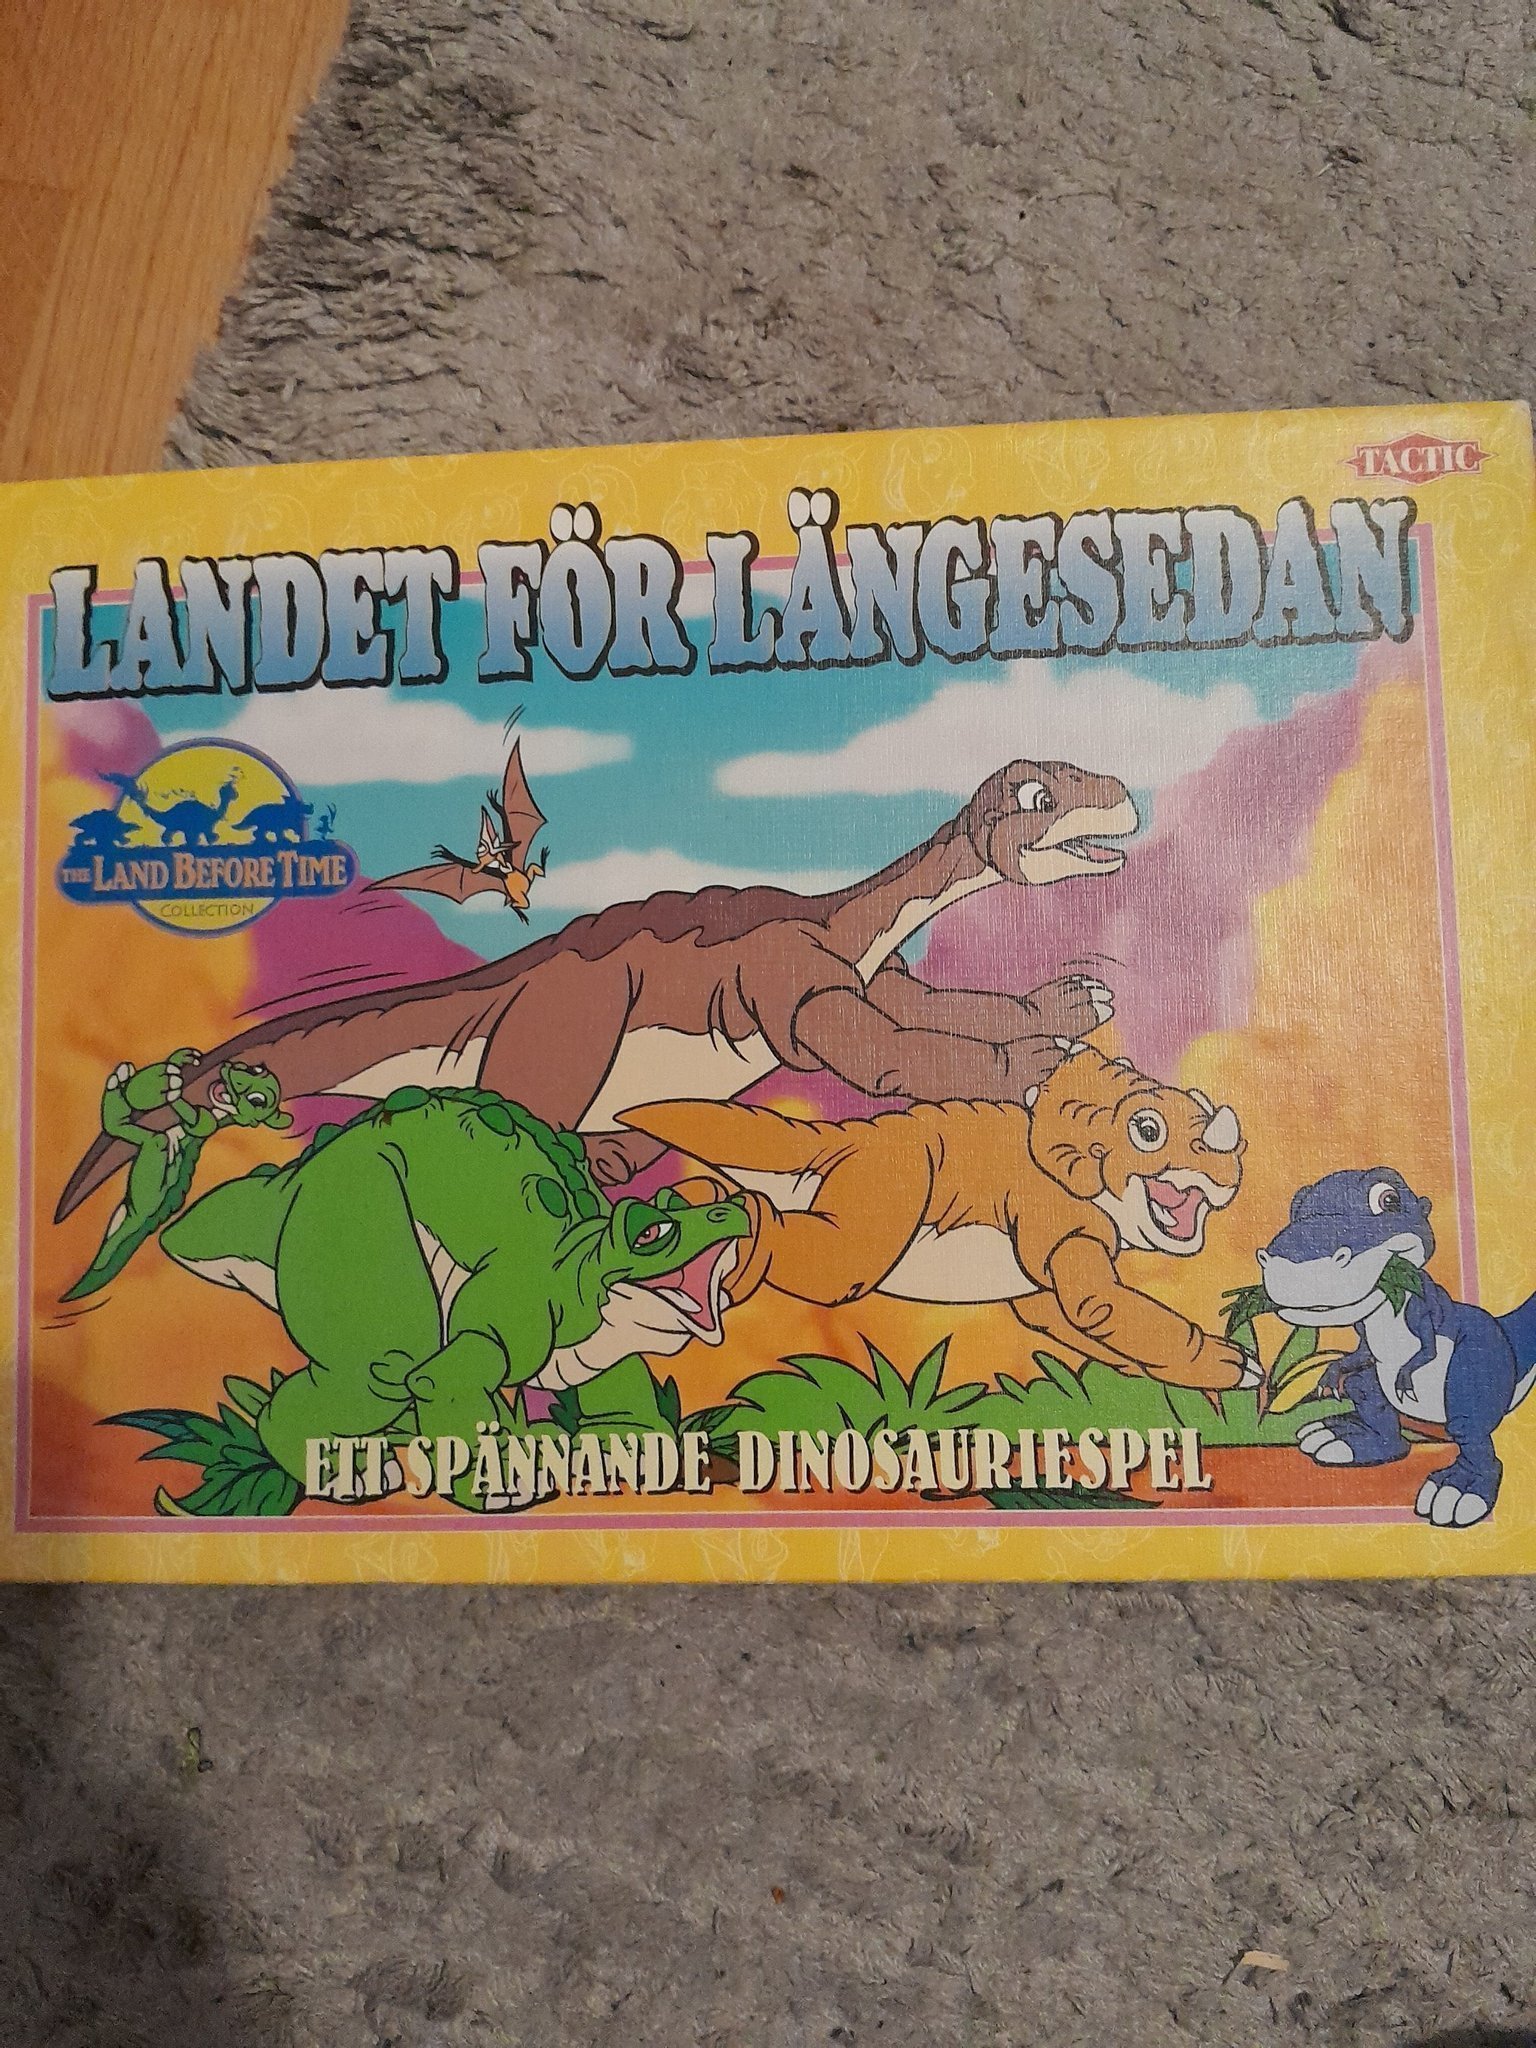 TACTIC
LANDET FÖR LÄNGESEDAN
THE LAND BEFORE TIME
COLLECTION
ETT SPÄNNANDE DINOSAURIESPEL